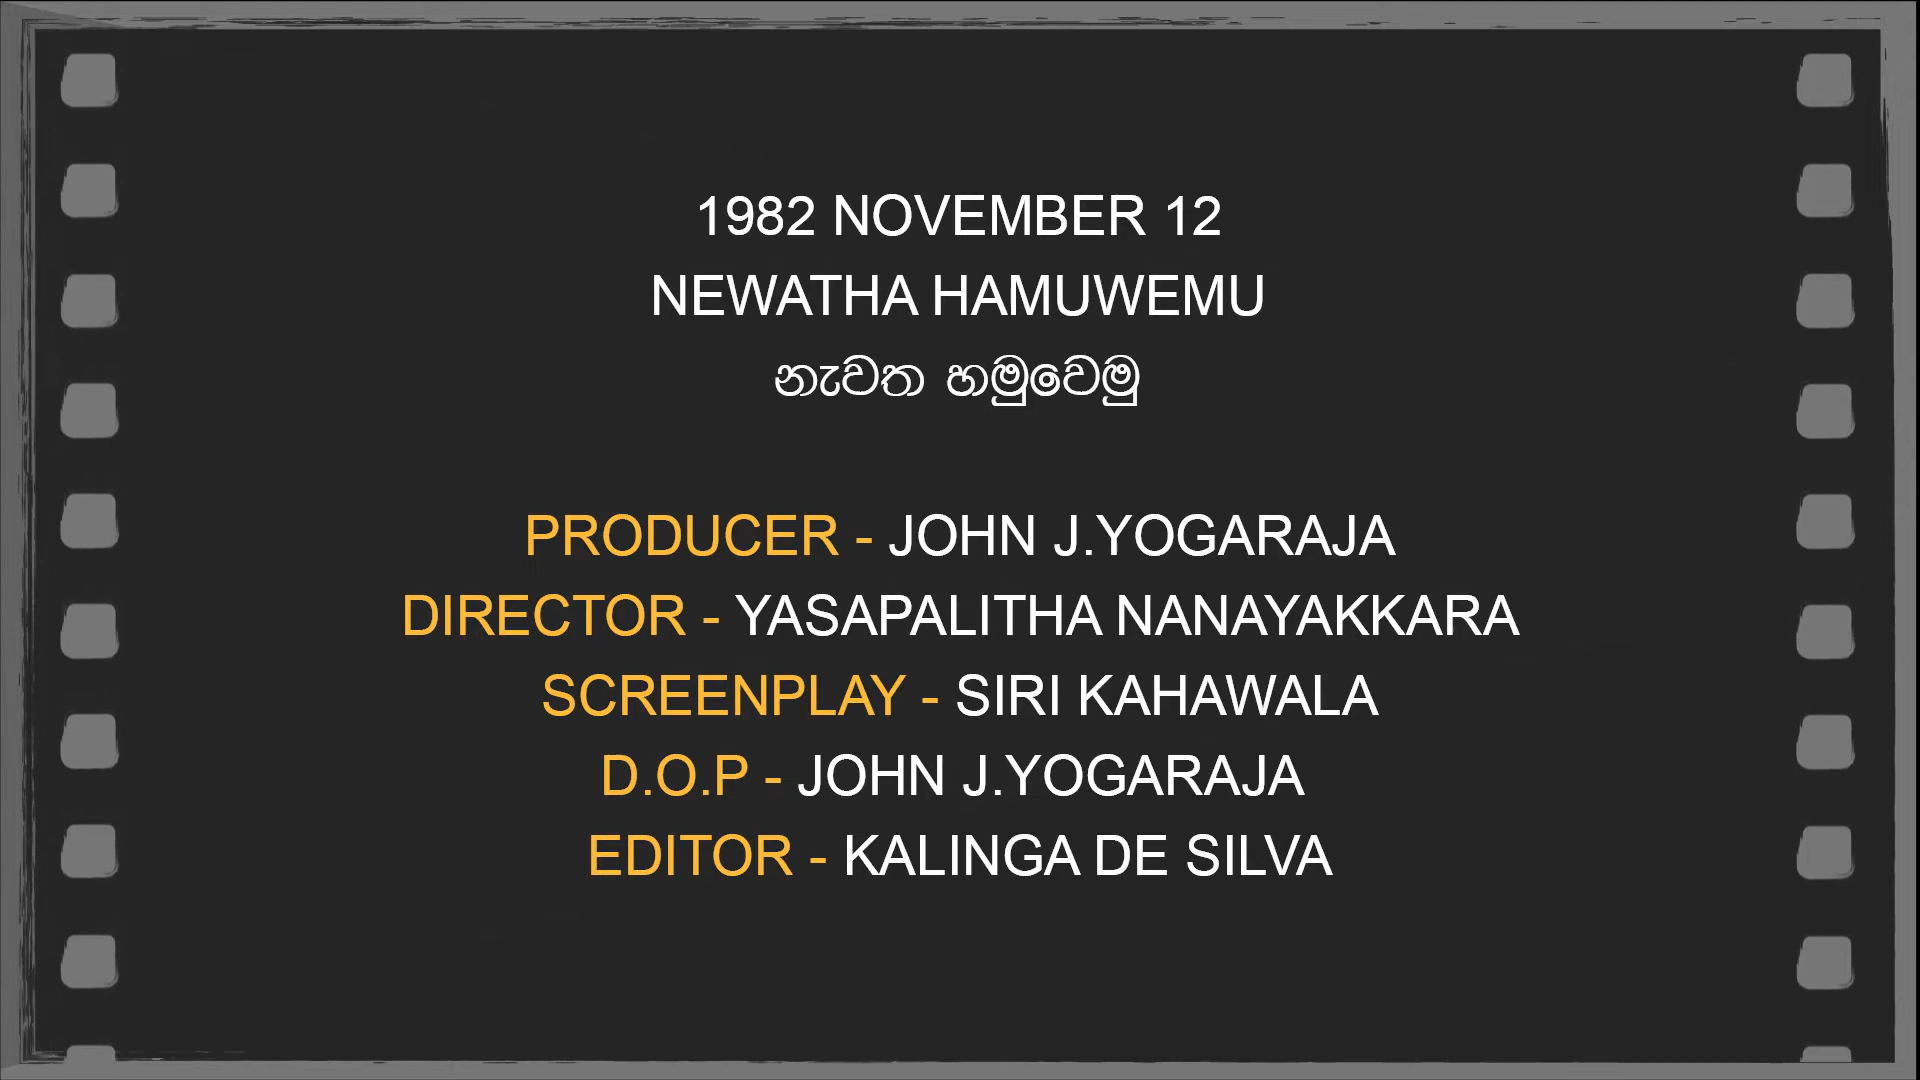 1982 NOVEMBER 12
NEWATHA HAMUWEMU
නැවත හමුවෙමු
PRODUCER - JOHN J.YOGARAJA
DIRECTOR - YASAPALITHA NANAYAKKARA
SCREENPLAY - SIRI KAHAWALA
D.O.P - JOHN J.YOGARAJA
EDITOR - KALINGA DE SILVA